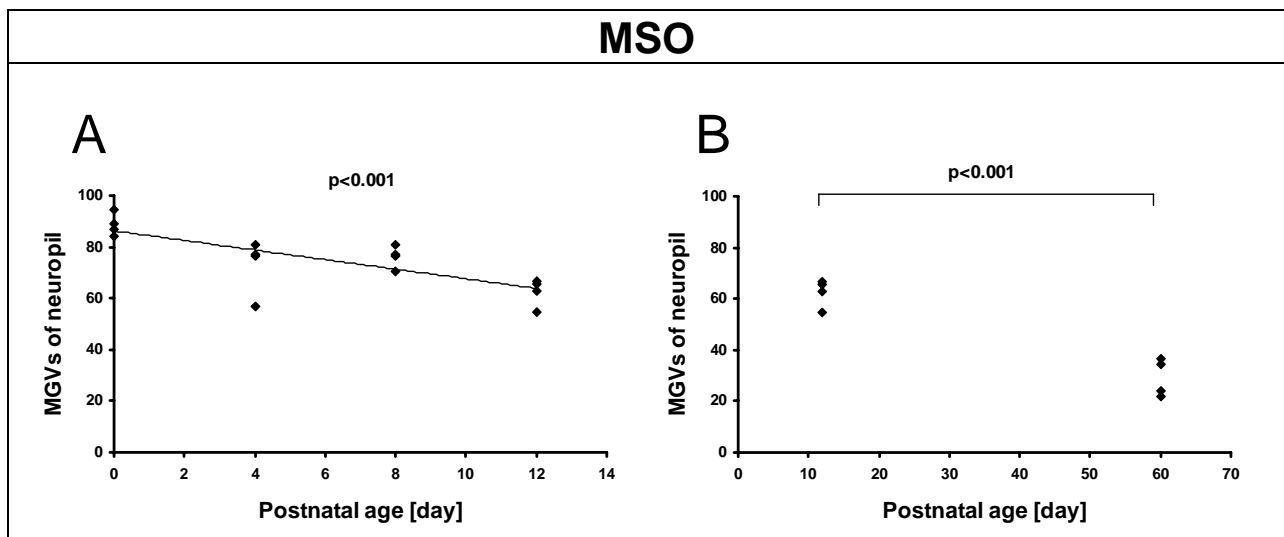 MSO
A
p<0.001
MGVs of neuropil
100
80
60
40
20
0
0 2 4 6 8 10 12 14
Postnatal age [day]
B
p<0.001
MGVs of neuropil
100
80
60
40
20
0
0 10 20 30 40 50 60 70
Postnatal age [day]